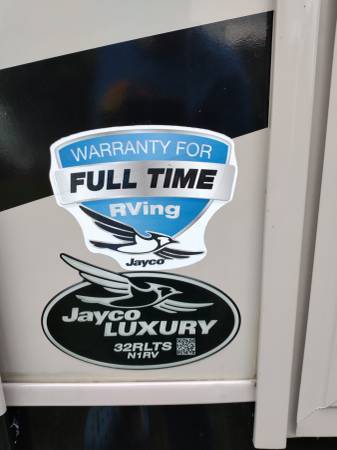 WARRANTY FOR
FULL TIME
RVing
Jayco
Jayco
LUXURY
32RLTS
N1RV